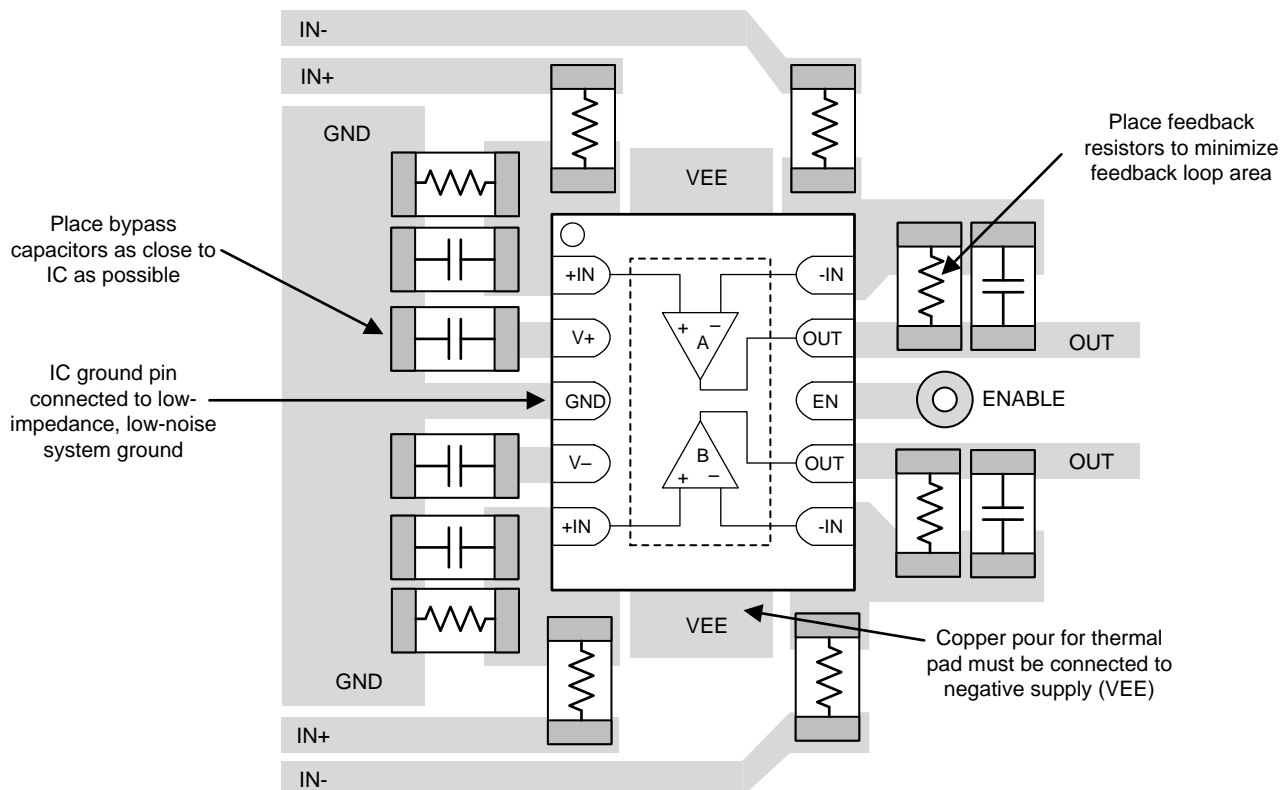 IN-
IN+
GND
VEE
Place feedback
resistors to minimize
feedback loop area
Place bypass
capacitors as close to
IC as possible
+IN
-IN
+ −
A
V+
OUT
OUT
IC ground pin
connected to low-
impedance, low-noise
system ground
GND
EN
ENABLE
B
+ −
V−
OUT
OUT
+IN
-IN
VEE
Copper pour for thermal
pad must be connected to
negative supply (VEE)
GND
IN+
IN-